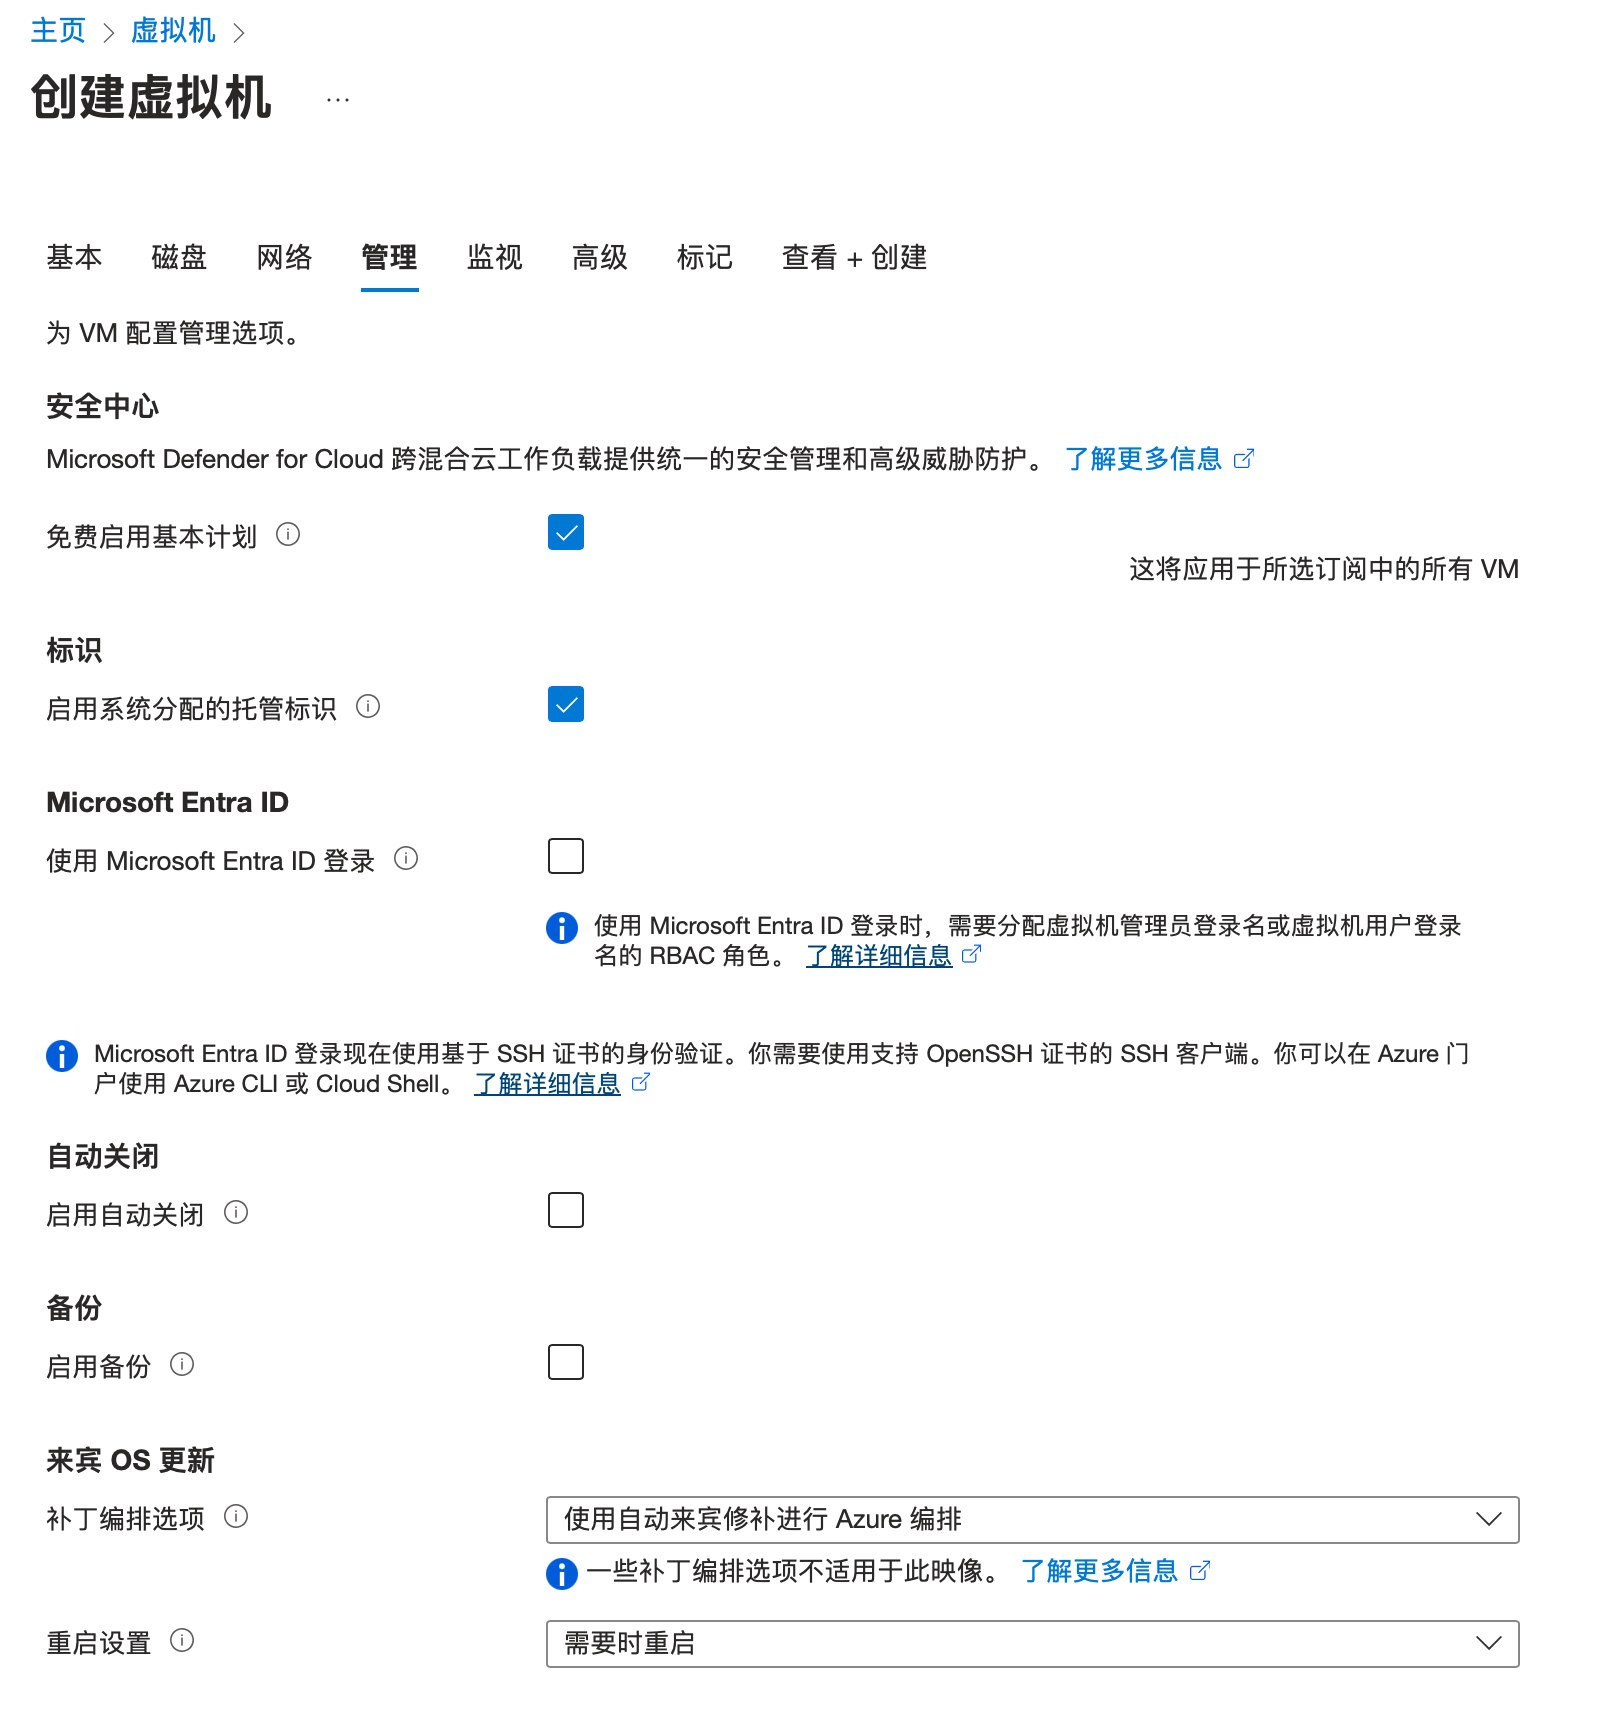 主页 > 虚拟机 >
创建虚拟机 ...
基本 磁盘 网络 管理 监视 高级 标记 查看 + 创建
为 VM 配置管理选项。
安全中心
Microsoft Defender for Cloud 跨混合云工作负载提供统一的安全管理和高级威胁防护。 了解更多信息
免费启用基本计划
这将应用于所选订阅中的所有 VM
标识
启用系统分配的托管标识
Microsoft Entra ID
使用 Microsoft Entra ID 登录
使用 Microsoft Entra ID 登录时，需要分配虚拟机管理员登录名或虚拟机用户登录
名的 RBAC 角色。 了解详细信息
Microsoft Entra ID 登录现在使用基于 SSH 证书的身份验证。你需要使用支持 OpenSSH 证书的 SSH 客户端。你可以在 Azure 门
户使用 Azure CLI 或 Cloud Shell。 了解详细信息
自动关闭
启用自动关闭
备份
启用备份
来宾 OS 更新
补丁编排选项
使用自动来宾修补进行 Azure 编排
一些补丁编排选项不适用于此映像。 了解更多信息
重启设置
需要时重启